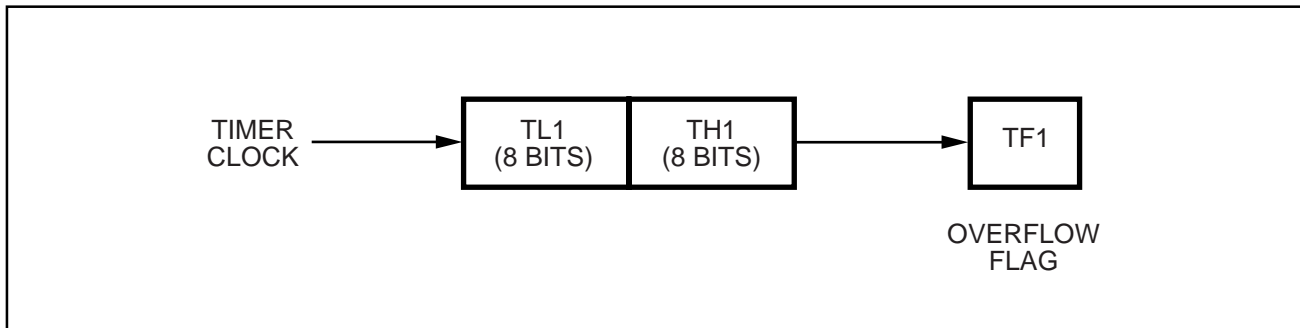 TIMER
CLOCK
TL1
(8 BITS)
TH1
(8 BITS)
TF1
OVERFLOW
FLAG